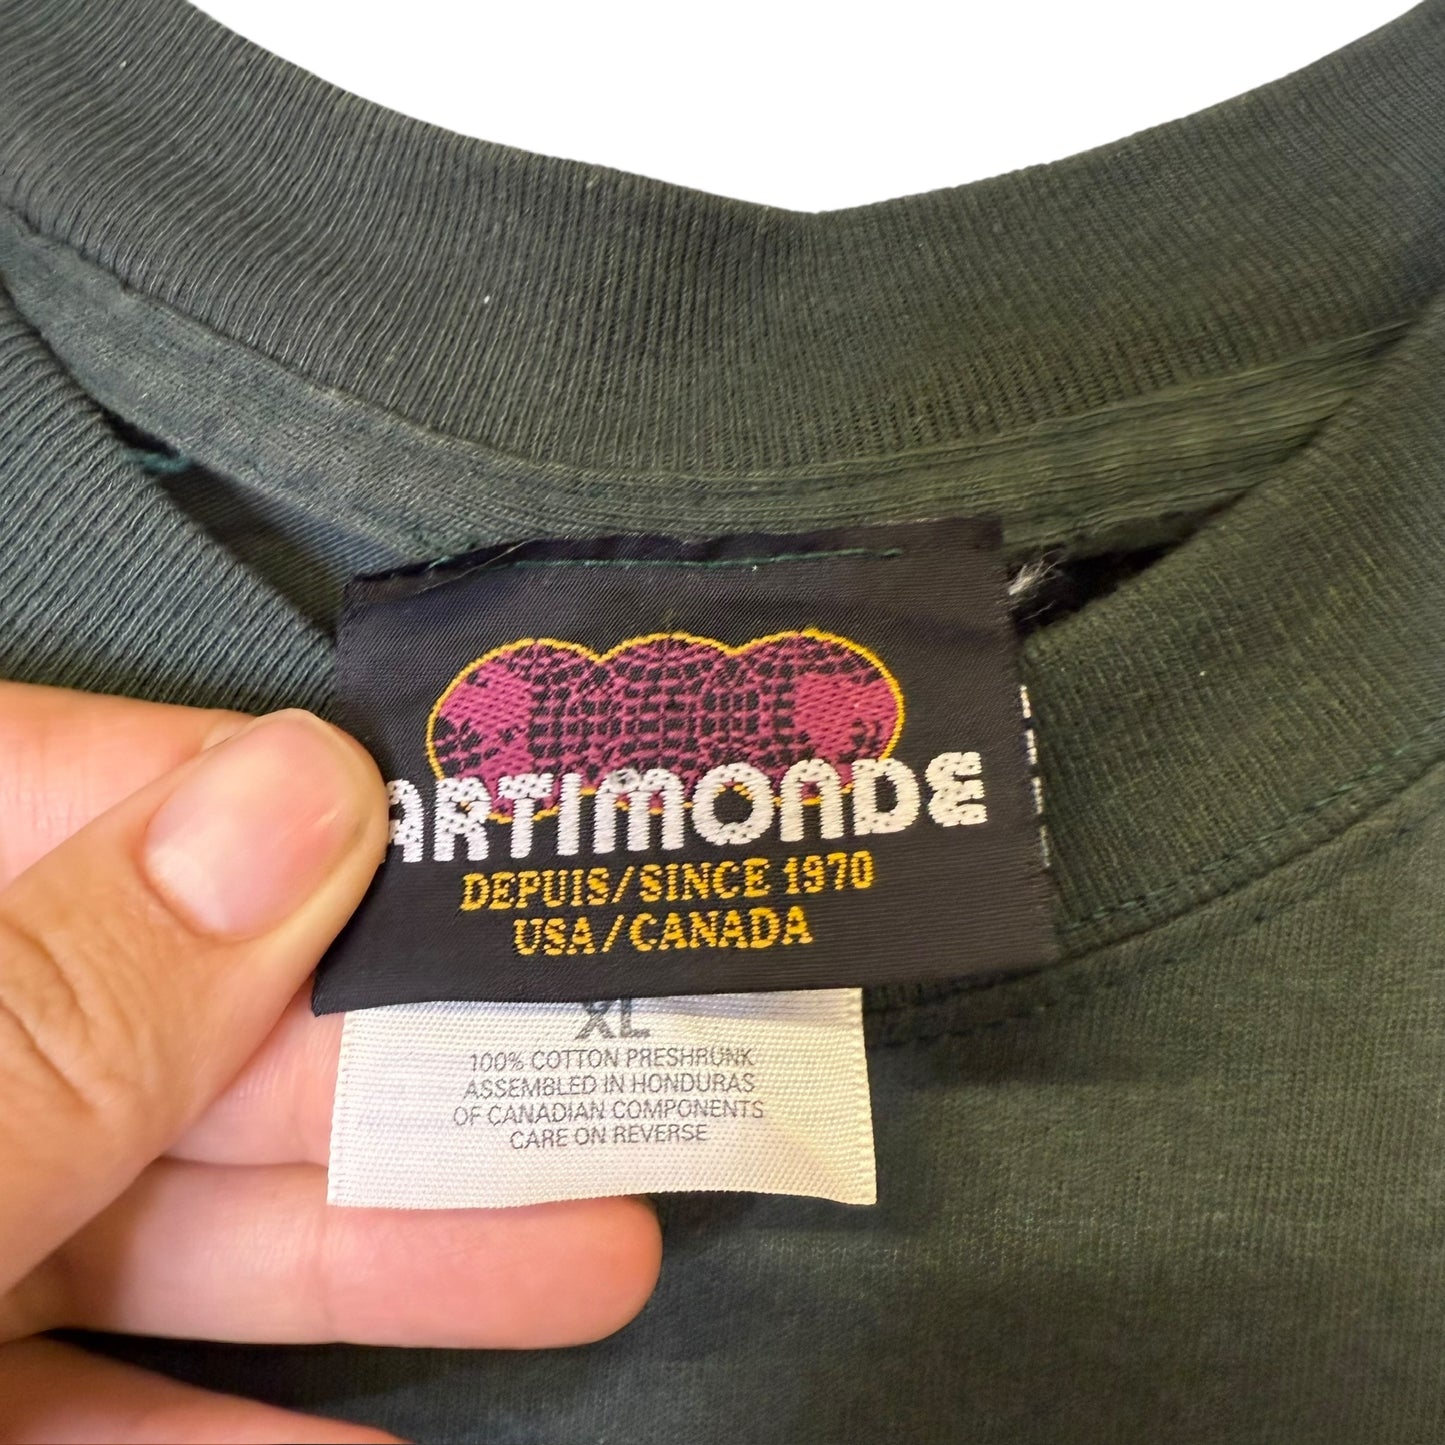 ARTIMONDE
DEPUIS/SINCE 1970
USA/CANADA
XL
100% COTTON PRESHRUNK
ASSEMBLED IN HONDURAS
OF CANADIAN COMPONENTS
CARE ON REVERSE